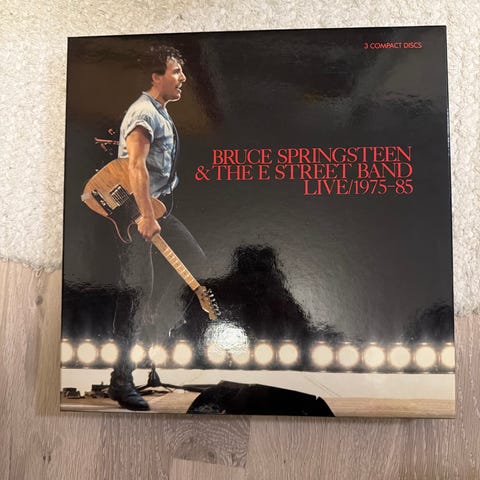 3 COMPACT DISCS
BRUCE SPRINGSTEEN
& THE E STREET BAND
LIVE/1975-85